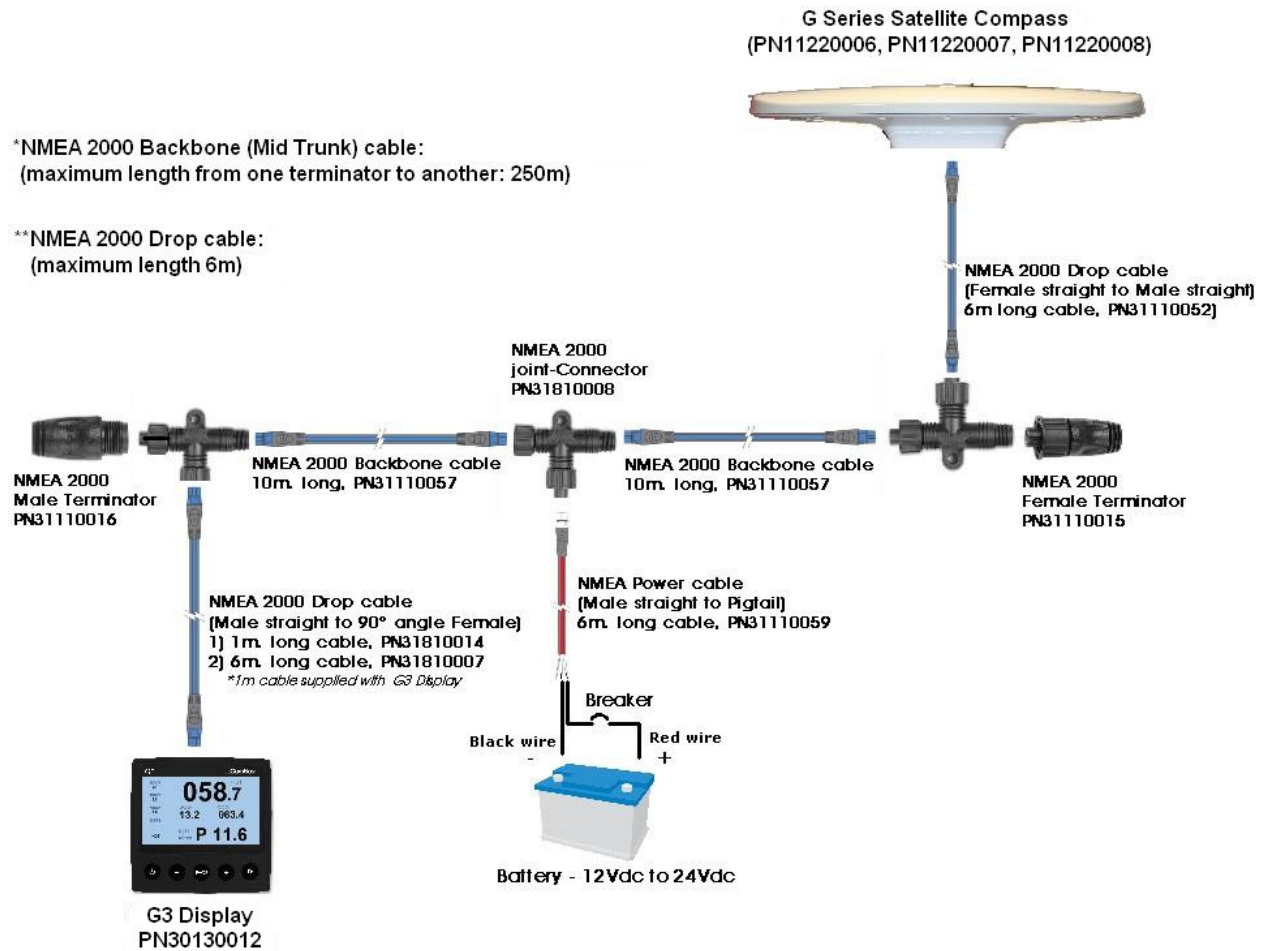 G Series Satellite Compass
(PN11220006, PN11220007, PN11220008)
*NMEA 2000 Backbone (Mid Trunk) cable:
(maximum length from one terminator to another: 250m)
**NMEA 2000 Drop cable:
(maximum length 6m)
NMEA 2000 Drop cable
(Female straight to Male straight)
6m long cable, PN31110052)
NMEA 2000
joint-Connector
PN31810008
NMEA 2000
Male Terminator
PN31110016
NMEA 2000 Backbone cable
10m. long, PN31110057
NMEA 2000 Backbone cable
10m. long, PN31110057
NMEA 2000
Female Terminator
PN31110015
NMEA 2000 Drop cable
(Male straight to 90° angle Female)
1) 1m. long cable, PN31810014
2) 6m. long cable, PN31810007
*1m cable supplied with G3 Display
NMEA Power cable
(Male straight to Pigtail)
6m. long cable, PN31110059
Breaker
Black wire
Red wire
-
+
Battery - 12Vdc to 24Vdc
058.7
13.2
063.4
P 11.6
G3 Display
PN30130012